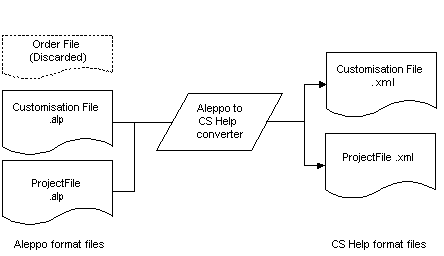 Order File
(Discarded)
Customisation File
.alp
ProjectFile
.alp
Aleppo format files
Aleppo to
CS Help
converter
Customisation File
.xml
ProjectFile .xml
CS Help format files